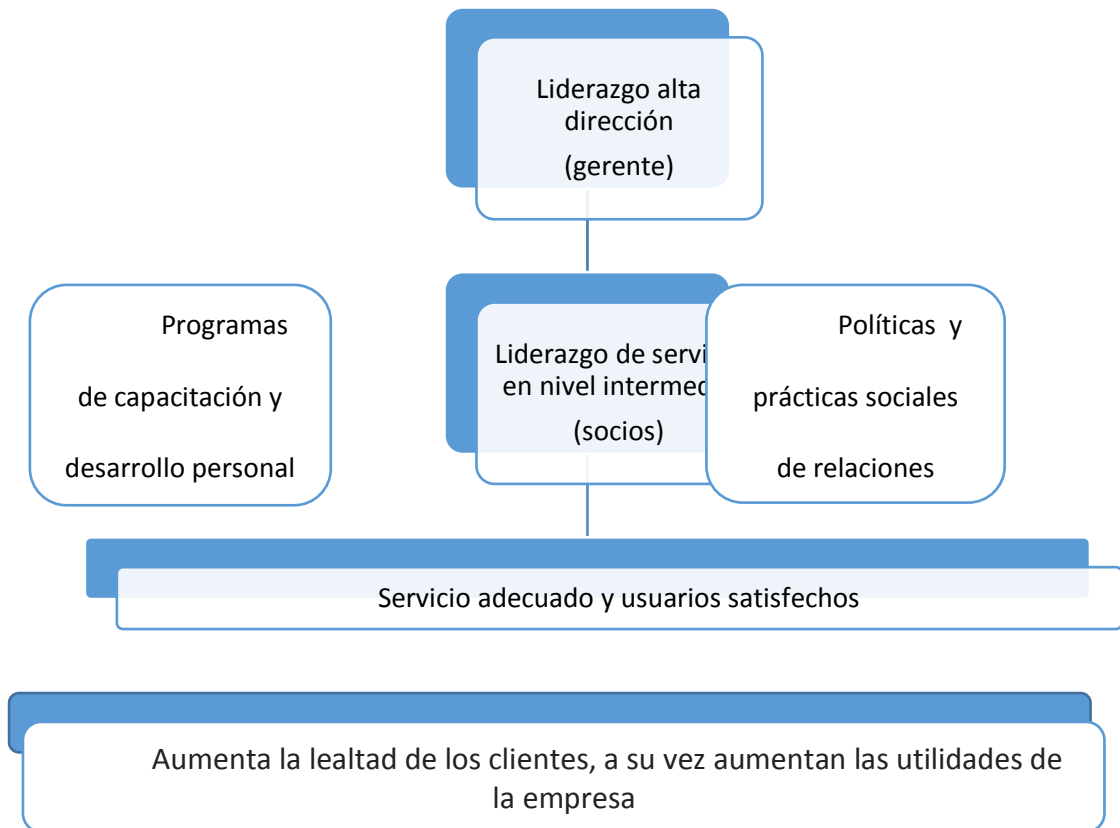 Liderazgo alta
dirección
(gerente)
Programas
de capacitación y
desarrollo personal
Liderazgo de servi
en nivel intermed
(socios)
Políticas y
prácticas sociales
de relaciones
Servicio adecuado y usuarios satisfechos
Aumenta la lealtad de los clientes, a su vez aumentan las utilidades de
la empresa